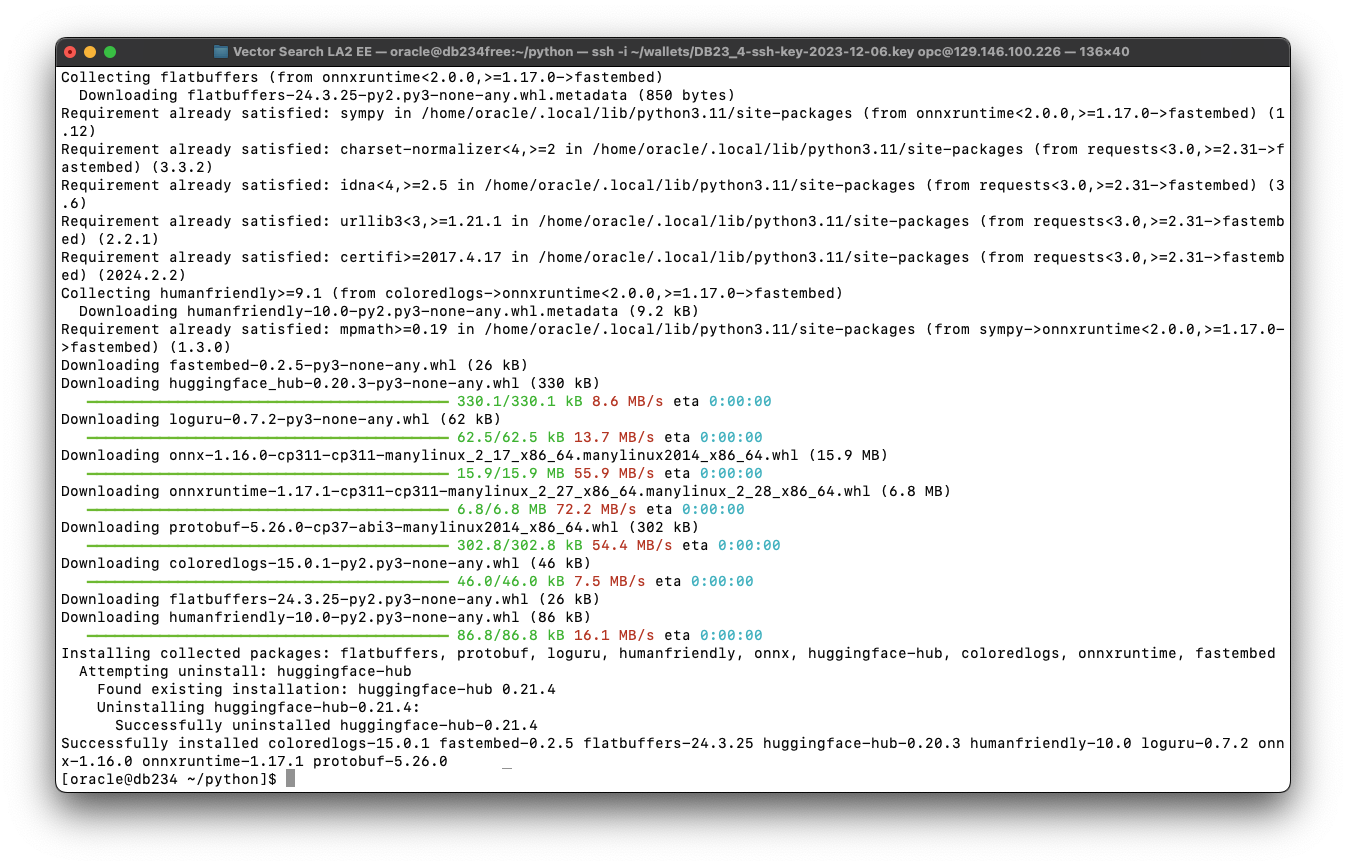 Vector Search LA2 EE — oracle@db234free:~/python — ssh -i ~/wallets/DB23_4-ssh-key-2023-12-06.key opc@129.146.100.226 — 136×40
Collecting flatbuffers (from onnxruntime<2.0.0,>=1.17.0->fastembed)
  Downloading flatbuffers-24.3.25-py2.py3-none-any.whl.metadata (850 bytes)
Requirement already satisfied: sympy in /home/oracle/.local/lib/python3.11/site-packages (from onnxruntime<2.0.0,>=1.17.0->fastembed) (1
.12)
Requirement already satisfied: charset-normalizer<4,>=2 in /home/oracle/.local/lib/python3.11/site-packages (from requests<3.0,>=2.31->f
astembed) (3.3.2)
Requirement already satisfied: idna<4,>=2.5 in /home/oracle/.local/lib/python3.11/site-packages (from requests<3.0,>=2.31->fastembed) (3
.6)
Requirement already satisfied: urllib3<3,>=1.21.1 in /home/oracle/.local/lib/python3.11/site-packages (from requests<3.0,>=2.31->fastemb
ed) (2.2.1)
Requirement already satisfied: certifi>=2017.4.17 in /home/oracle/.local/lib/python3.11/site-packages (from requests<3.0,>=2.31->fastemb
ed) (2024.2.2)
Collecting humanfriendly>=9.1 (from coloredlogs->onnxruntime<2.0.0,>=1.17.0->fastembed)
  Downloading humanfriendly-10.0-py2.py3-none-any.whl.metadata (9.2 kB)
Requirement already satisfied: mpmath>=0.19 in /home/oracle/.local/lib/python3.11/site-packages (from sympy->onnxruntime<2.0.0,>=1.17.0-
>fastembed) (1.3.0)
Downloading fastembed-0.2.5-py3-none-any.whl (26 kB)
Downloading huggingface_hub-0.20.3-py3-none-any.whl (330 kB)
330.1/330.1 kB 8.6 MB/s eta 0:00:00
Downloading loguru-0.7.2-py3-none-any.whl (62 kB)
62.5/62.5 kB 13.7 MB/s eta 0:00:00
Downloading onnx-1.16.0-cp311-cp311-manylinux_2_17_x86_64.manylinux2014_x86_64.whl (15.9 MB)
15.9/15.9 MB 55.9 MB/s eta 0:00:00
Downloading onnxruntime-1.17.1-cp311-cp311-manylinux_2_27_x86_64.manylinux_2_28_x86_64.whl (6.8 MB)
6.8/6.8 MB 72.2 MB/s eta 0:00:00
Downloading protobuf-5.26.0-cp37-abi3-manylinux2014_x86_64.whl (302 kB)
302.8/302.8 kB 54.4 MB/s eta 0:00:00
Downloading coloredlogs-15.0.1-py2.py3-none-any.whl (46 kB)
46.0/46.0 kB 7.5 MB/s eta 0:00:00
Downloading flatbuffers-24.3.25-py2.py3-none-any.whl (26 kB)
Downloading humanfriendly-10.0-py2.py3-none-any.whl (86 kB)
86.8/86.8 kB 16.1 MB/s eta 0:00:00
Installing collected packages: flatbuffers, protobuf, loguru, humanfriendly, onnx, huggingface-hub, coloredlogs, onnxruntime, fastembed
  Attempting uninstall: huggingface-hub
    Found existing installation: huggingface-hub 0.21.4
    Uninstalling huggingface-hub-0.21.4:
      Successfully uninstalled huggingface-hub-0.21.4
Successfully installed coloredlogs-15.0.1 fastembed-0.2.5 flatbuffers-24.3.25 huggingface-hub-0.20.3 humanfriendly-10.0 loguru-0.7.2 onn
x-1.16.0 onnxruntime-1.17.1 protobuf-5.26.0      _
[oracle@db234 ~/python]$